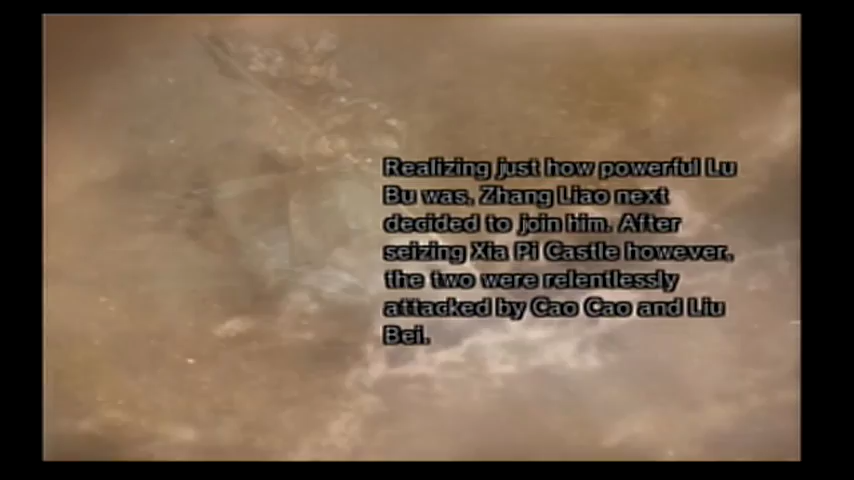 Realizing just how powerful Lu
Bu was, Zhang Liao next
decided to join him. After
seizing Xia Pi Castle however,
the two were relentlessly
attacked by Cao Cao and Liu
Bei.